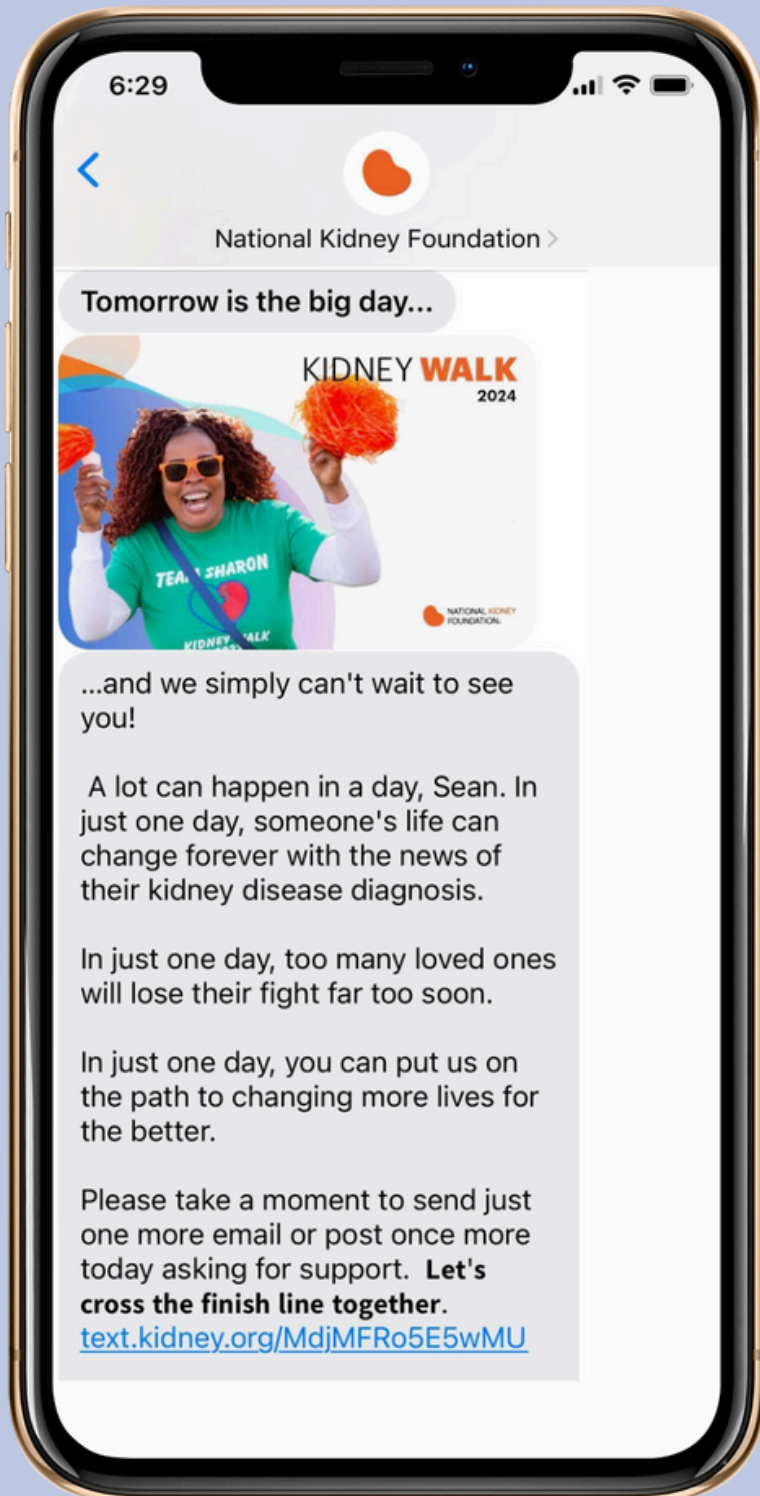 6:29
National Kidney Foundation
Tomorrow is the big day...
KIDNEY WALK
2024
TEAM SHARON
KIDNEY WALK
NATIONAL KIDNEY
FOUNDATION.
...and we simply can't wait to see
you!
A lot can happen in a day, Sean. In
just one day, someone's life can
change forever with the news of
their kidney disease diagnosis.
In just one day, too many loved ones
will lose their fight far too soon.
In just one day, you can put us on
the path to changing more lives for
the better.
Please take a moment to send just
one more email or post once more
today asking for support. Let's
cross the finish line together.
text.kidney.org/MdjMFRo5E5wMU